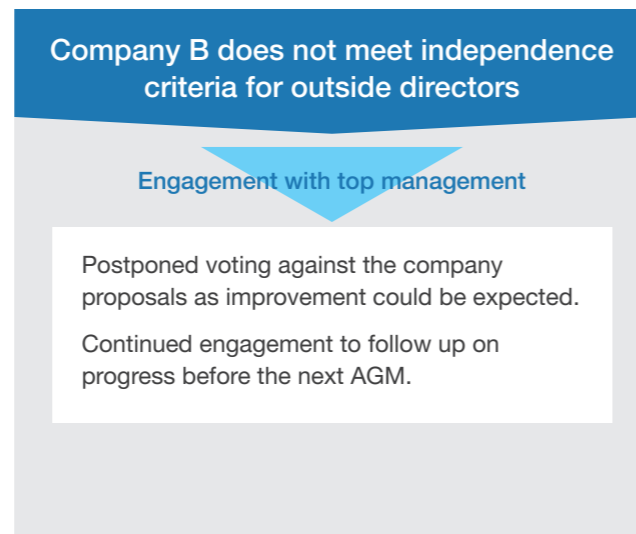 Company B does not meet independence
criteria for outside directors
Engagement with top management
Postponed voting against the company
proposals as improvement could be expected.
Continued engagement to follow up on
progress before the next AGM.